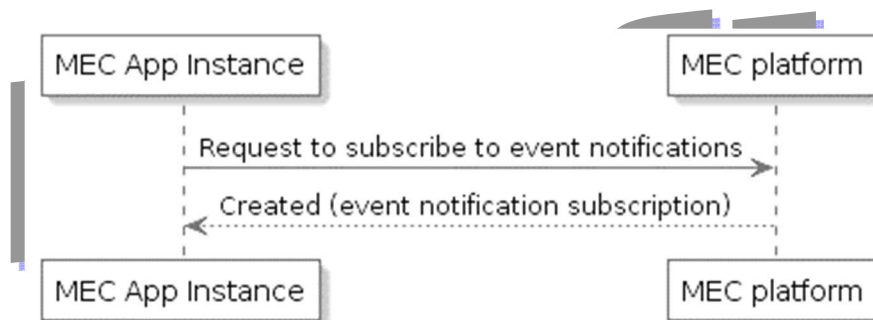 MEC App Instance
MEC platform
Request to subscribe to event notifications
Created (event notification subscription)
MEC App Instance
MEC platform